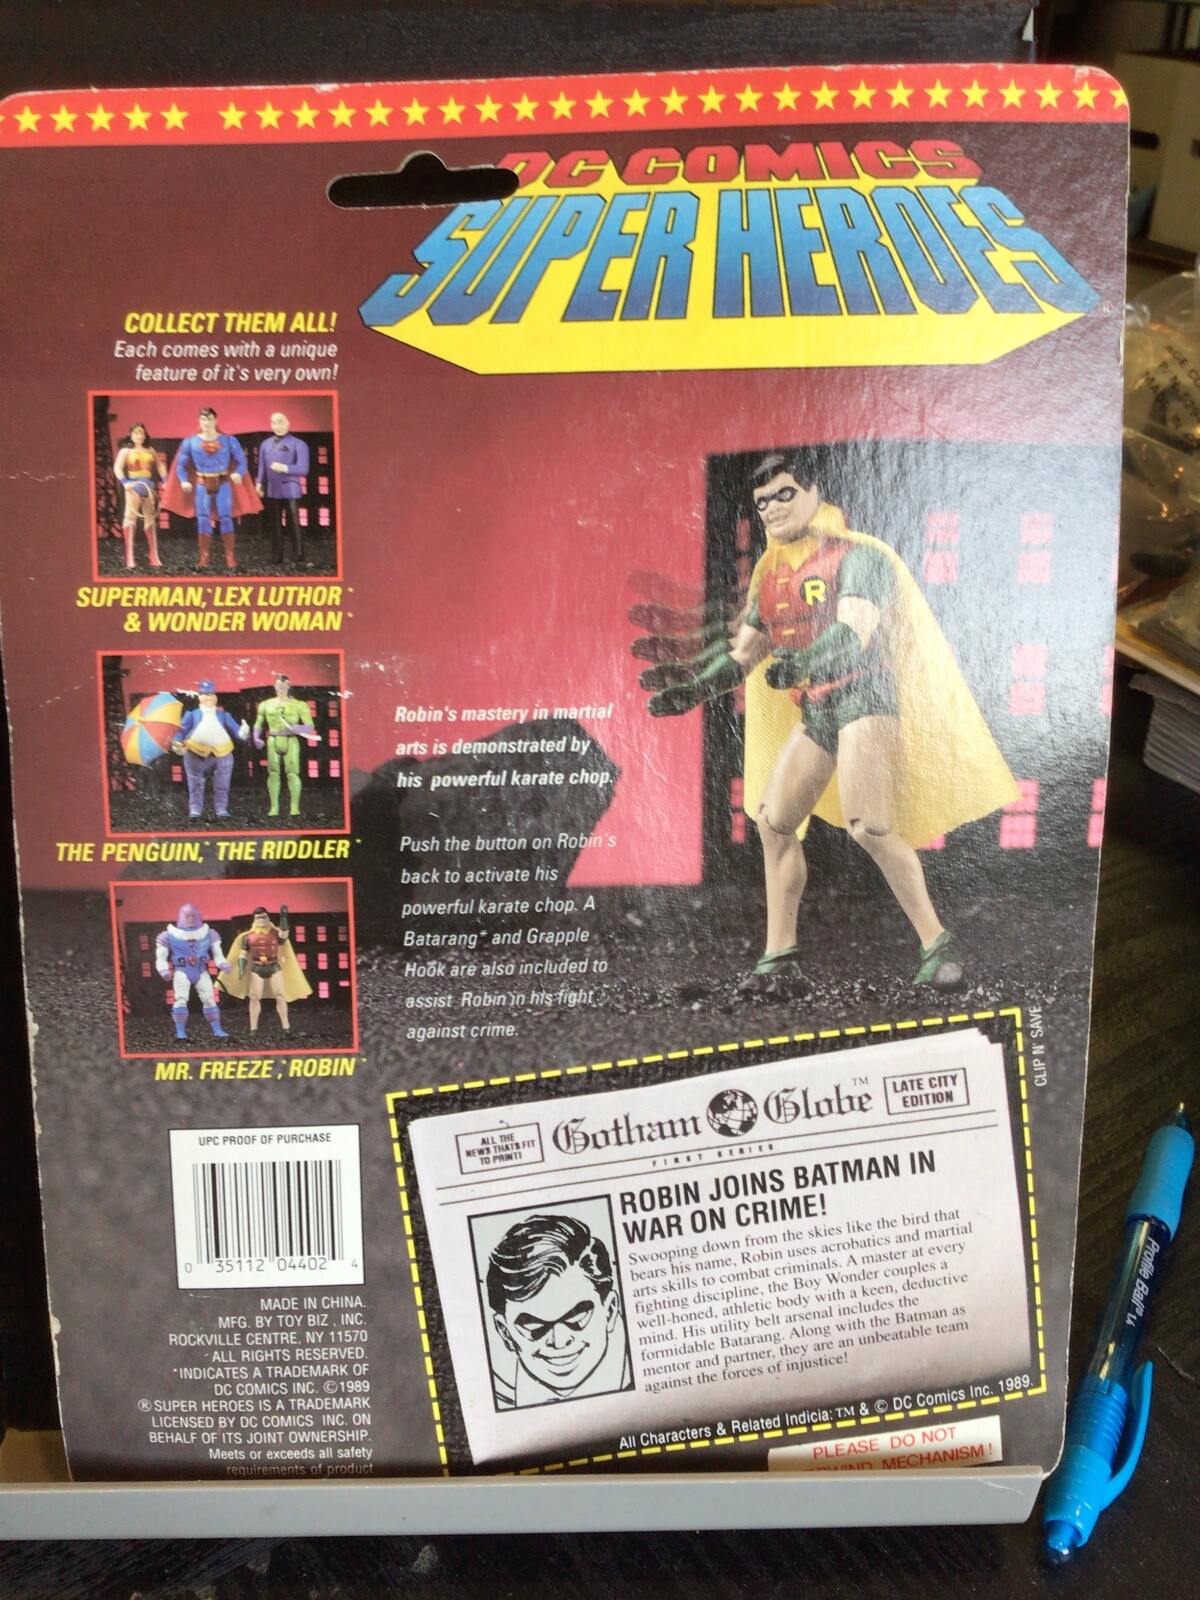 DC COMICS
SUPER HEROES
®
COLLECT THEM ALL!
Each comes with a unique
feature of it's very own!
SUPERMAN,* LEX LUTHOR*
& WONDER WOMAN*
THE PENGUIN,* THE RIDDLER*
MR. FREEZE*, ROBIN*
Robin's mastery in martial
arts is demonstrated by
his powerful karate chop.
Push the button on Robin's
back to activate his
powerful karate chop. A
Batarang* and Grapple
Hook are also included to
assist Robin in his fight
against crime.
R
CLIP N' SAVE
ALL THE
NEWS THAT'S FIT
TO PRINT!
Gotham Globe™
LATE CITY
EDITION
FIRST SERIES
ROBIN JOINS BATMAN IN
WAR ON CRIME!
Swooping down from the skies like the bird that
bears his name, Robin uses acrobatics and martial
arts skills to combat criminals. A master at every
fighting discipline, the Boy Wonder couples a
well-honed, athletic body with a keen, deductive
mind. His utility belt arsenal includes the
formidable Batarang. Along with the Batman as
mentor and partner, they are an unbeatable team
against the forces of injustice!
All Characters & Related Indicia: TM & © DC Comics Inc. 1989.
PLEASE DO NOT
MECHANISM!
UPC PROOF OF PURCHASE
0 35112 04402 4
MADE IN CHINA.
MFG. BY TOY BIZ, INC.
ROCKVILLE CENTRE, NY 11570
ALL RIGHTS RESERVED.
*INDICATES A TRADEMARK OF
DC COMICS INC. ©1989
® SUPER HEROES IS A TRADEMARK
LICENSED BY DC COMICS INC. ON
BEHALF OF ITS JOINT OWNERSHIP.
Meets or exceeds all safety
requirements of product
Profile